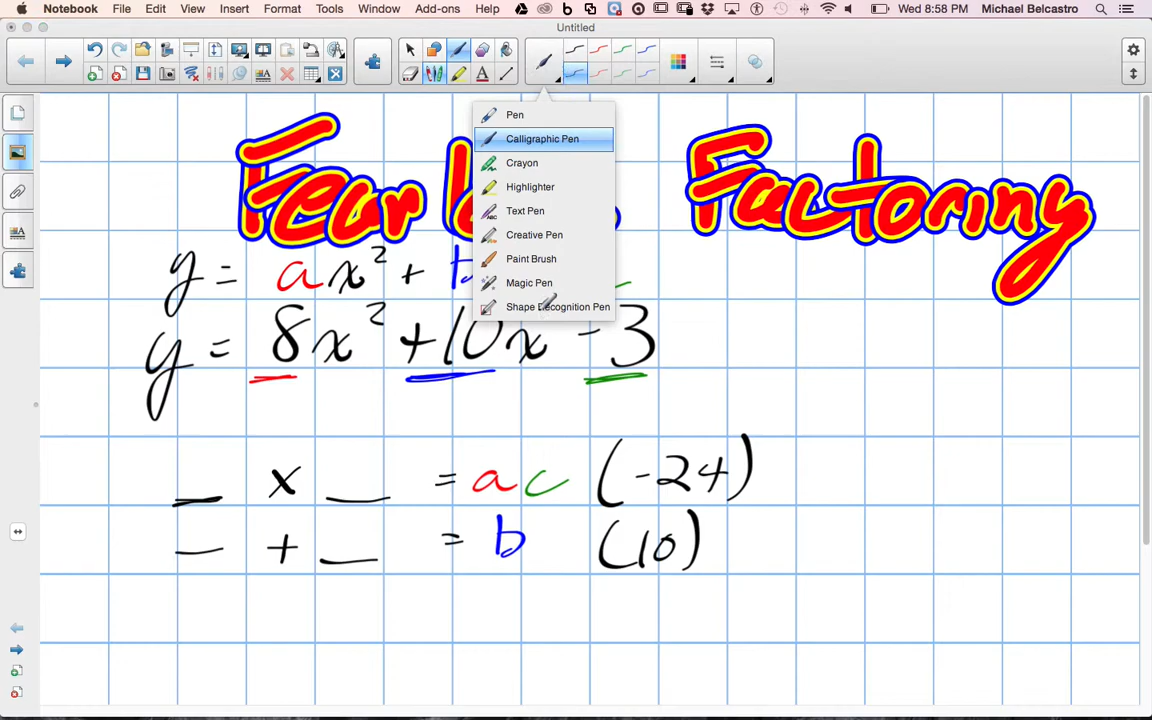 Notebook File Edit View Insert Format Tools Window Add-ons Help Wed 8:58 PM Michael Belcastro
Untitled
Pen
Calligraphic Pen
Crayon
Highlighter
Text Pen
Creative Pen
Paint Brush
Magic Pen
Shape Recognition Pen
Fear Factoring
y = ax² + b
y = 8x² +10x -3
_ x _ = ac (-24)
_ + _ = b (10)